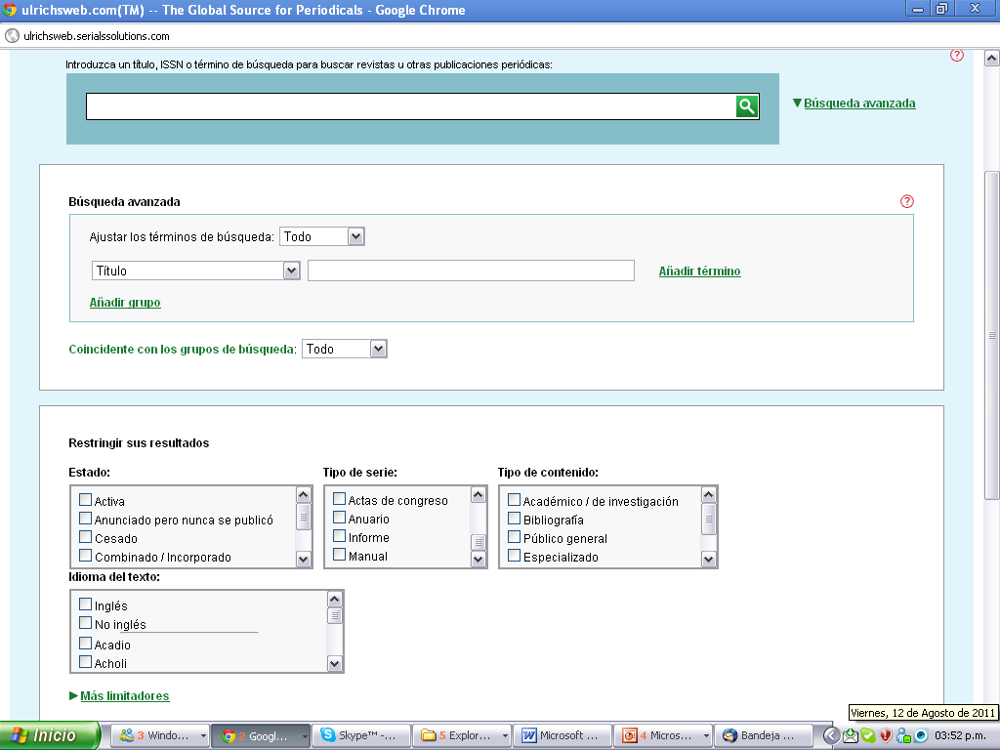 ulrichsweb.com(TM) -- The Global Source for Periodicals - Google Chrome
ulrichsweb.serialssolutions.com
Introduzca un título, ISSN o término de búsqueda para buscar revistas u otras publicaciones periódicas:
Búsqueda avanzada
Búsqueda avanzada
Ajustar los términos de búsqueda: Todo
Título Añadir término
Añadir grupo
Coincidente con los grupos de búsqueda: Todo
Restringir sus resultados
Estado: Tipo de serie: Tipo de contenido:
Activa Actas de congreso Académico / de investigación
Anunciado pero nunca se publicó Anuario Bibliografía
Cesado Informe Público general
Combinado / Incorporado Manual Especializado
Idioma del texto:
Inglés
No inglés
Acadio
Acholi
Más limitadores
Viernes, 12 de Agosto de 2011
Inicio 3 Windo... 2 Googl... Skype™ -... 5 Explor... Microsoft ... 4 Micros... Bandeja ... 03:52 p.m.